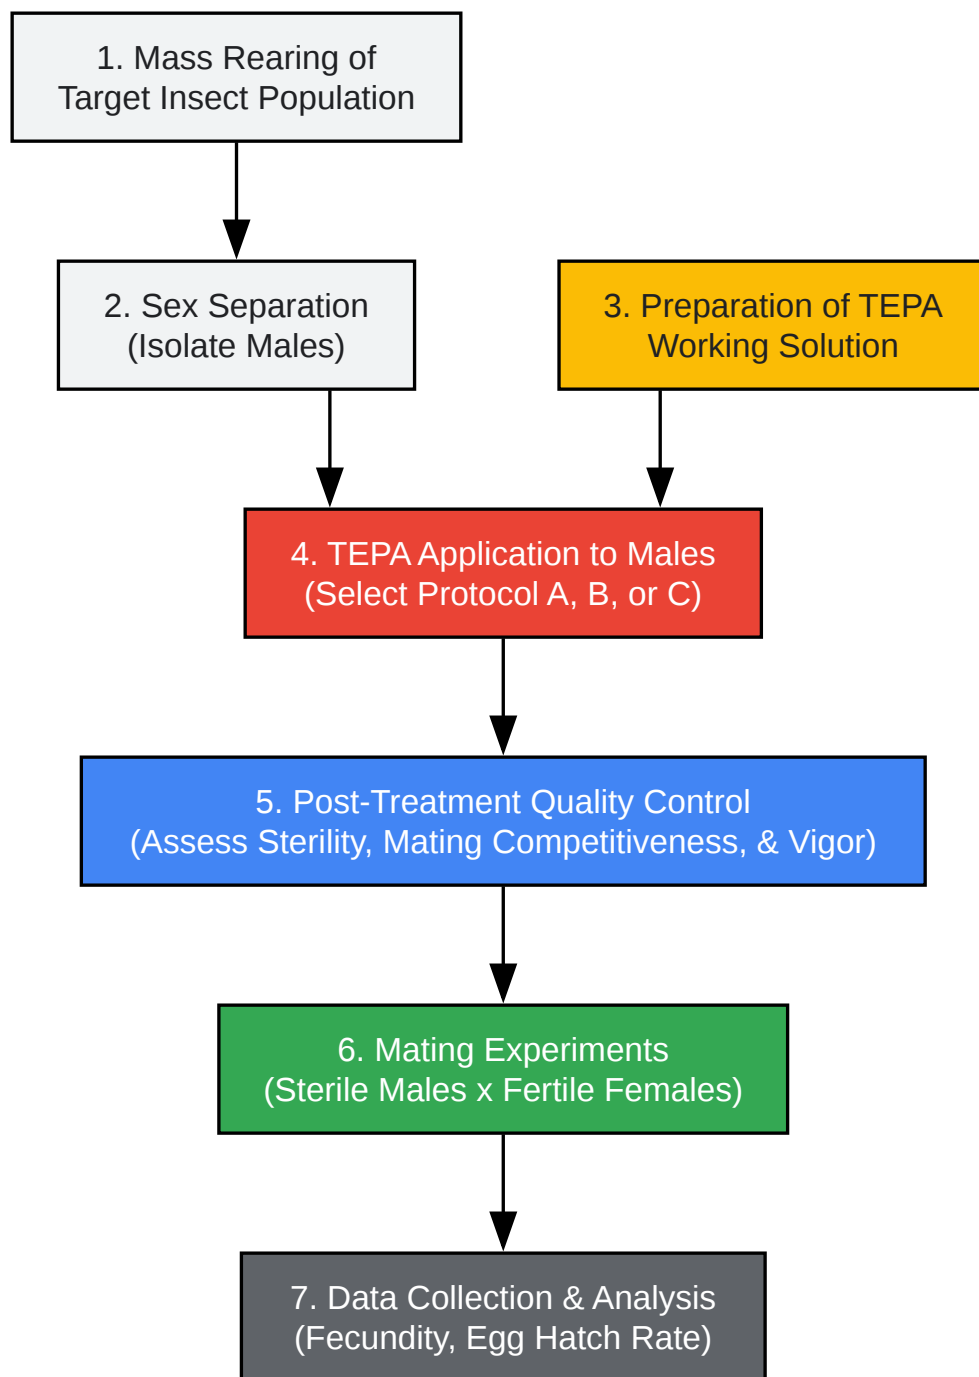 1. Mass Rearing of
Target Insect Population
2. Sex Separation
(Isolate Males)
3. Preparation of TEPA
Working Solution
4. TEPA Application to Males
(Select Protocol A, B, or C)
5. Post-Treatment Quality Control
(Assess Sterility, Mating Competitiveness, & Vigor)
6. Mating Experiments
(Sterile Males x Fertile Females)
7. Data Collection & Analysis
(Fecundity, Egg Hatch Rate)